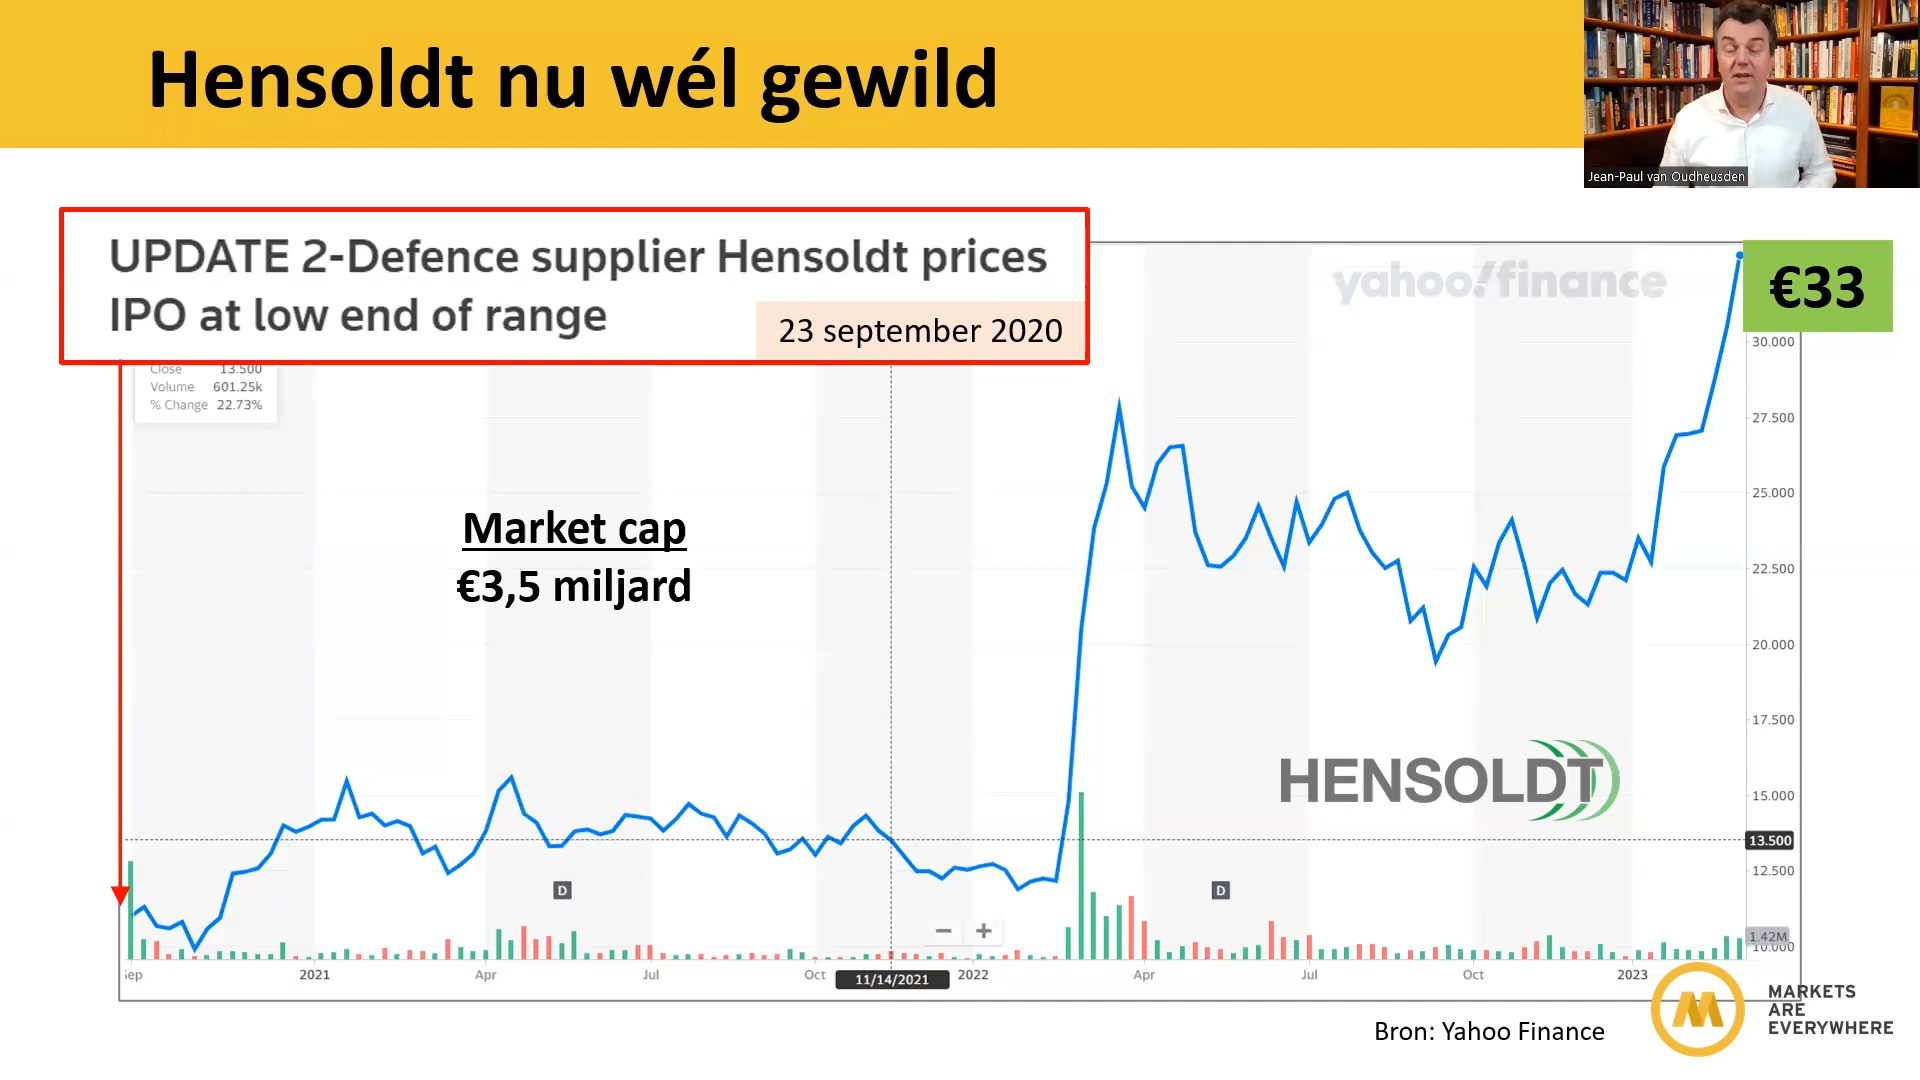 Hensoldt nu wél gewild
Jean-Paul van Oudheusden
UPDATE 2-Defence supplier Hensoldt prices
IPO at low end of range
23 september 2020
yahoo!finance
€33
Close 13.500
Volume 601.25k
% Change 22.73%
30.000
27.500
25.000
22.500
20.000
17.500
15.000
13.500
12.500
1.42M
10.000
Market cap
€3,5 miljard
HENSOLDT
D
D
Sep 2021 Apr Jul Oct 11/14/2021 2022 Apr Jul Oct 2023
Bron: Yahoo Finance
MARKETS
ARE
EVERYWHERE